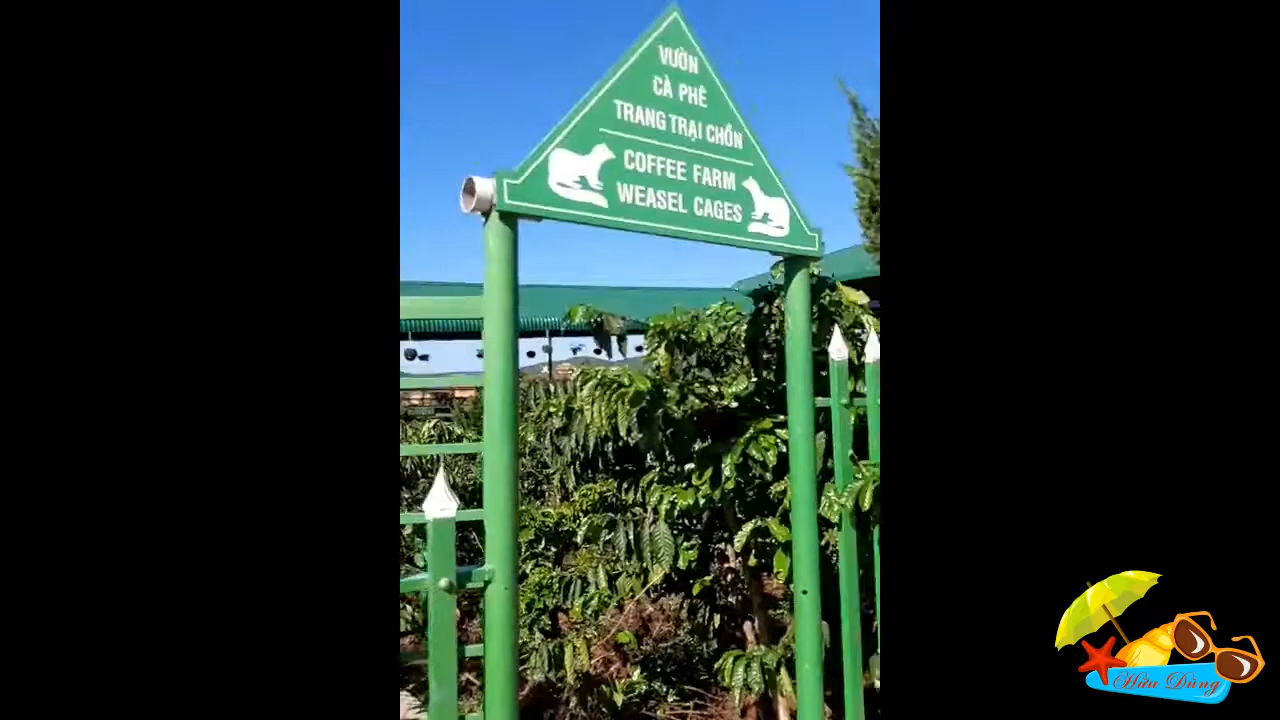 VƯỜN
CÀ PHÊ
TRANG TRẠI CHỒN
COFFEE FARM
WEASEL CAGES
Hữu Dũng